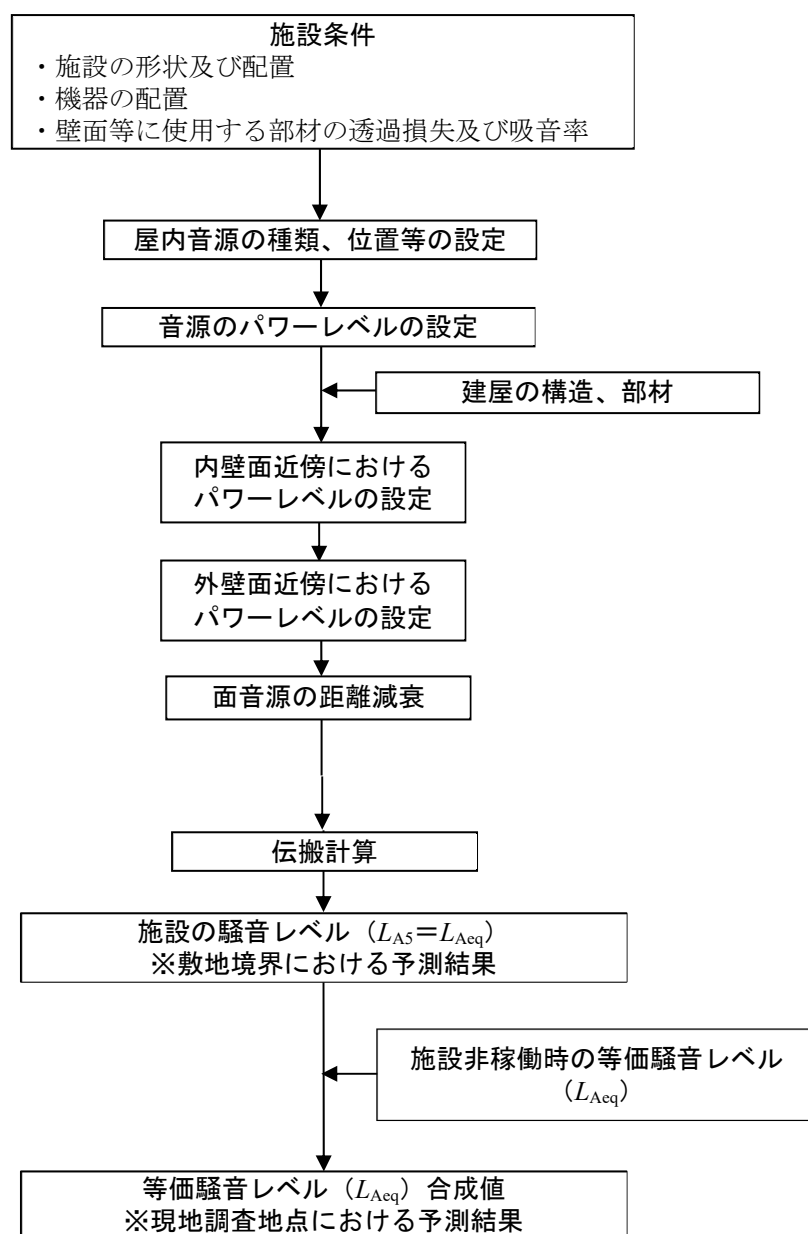 施設条件
・施設の形状及び配置
・機器の配置
・壁面等に使用する部材の透過損失及び吸音率
屋内音源の種類、位置等の設定
音源のパワーレベルの設定
建屋の構造、部材
内壁面近傍における
パワーレベルの設定
外壁面近傍における
パワーレベルの設定
面音源の距離減衰
伝搬計算
施設の騒音レベル（LA5＝LAeq）
※敷地境界における予測結果
施設非稼働時の等価騒音レベル
（LAeq）
等価騒音レベル（LAeq）合成値
※現地調査地点における予測結果